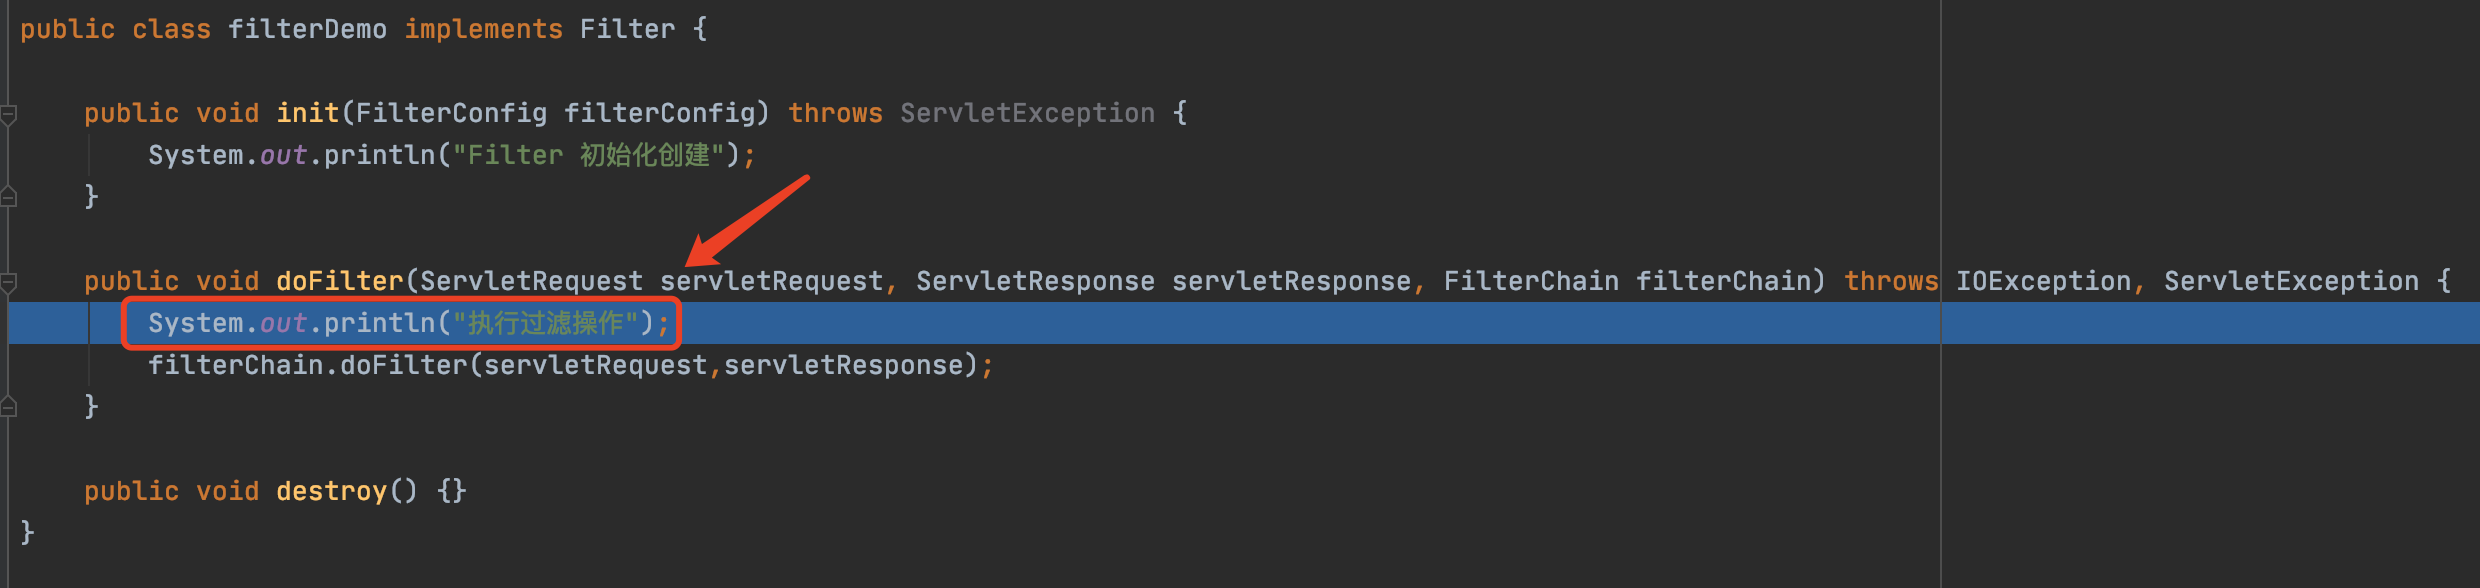 public class filterDemo implements Filter {
public void init(FilterConfig filterConfig) throws ServletException {
System.out.println("Filter 初始化创建");
}
public void doFilter(ServletRequest servletRequest, ServletResponse servletResponse, FilterChain filterChain) throws IOException, ServletException {
System.out.println("执行过滤操作");
filterChain.doFilter(servletRequest,servletResponse);
}
public void destroy() {}
}